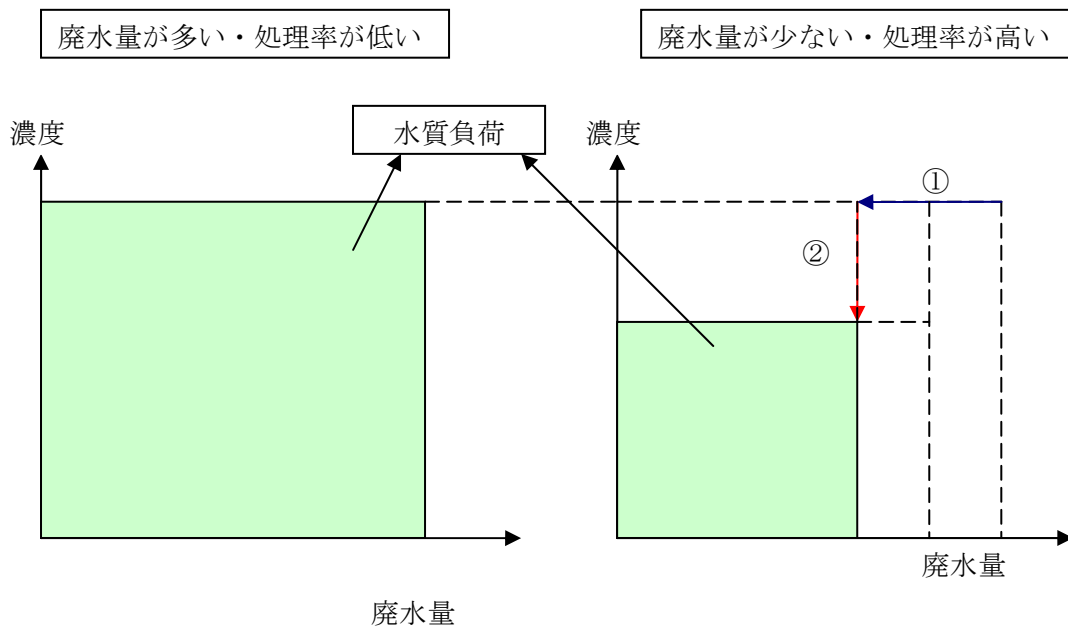 廃水量が多い・処理率が低い
廃水量が少ない・処理率が高い
水質負荷
濃度
濃度
①
②
廃水量
廃水量